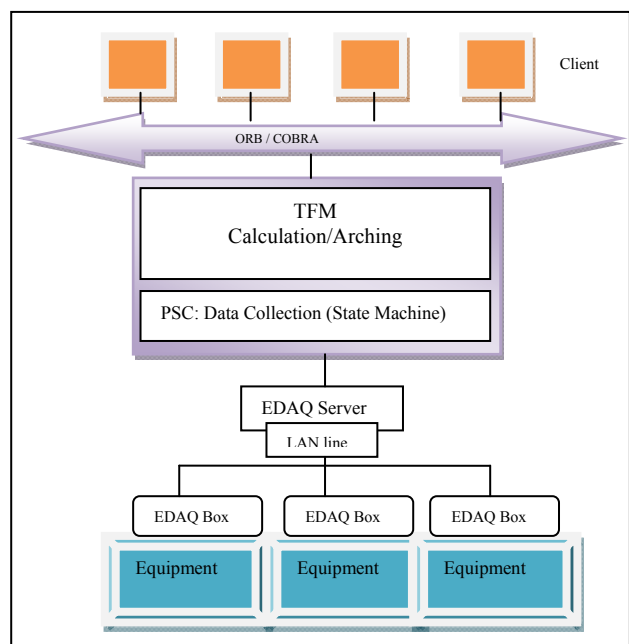 Client
ORB / COBRA
TFM
Calculation/Arching
PSC: Data Collection (State Machine)
EDAQ Server
LAN line
EDAQ Box
EDAQ Box
EDAQ Box
Equipment
Equipment
Equipment